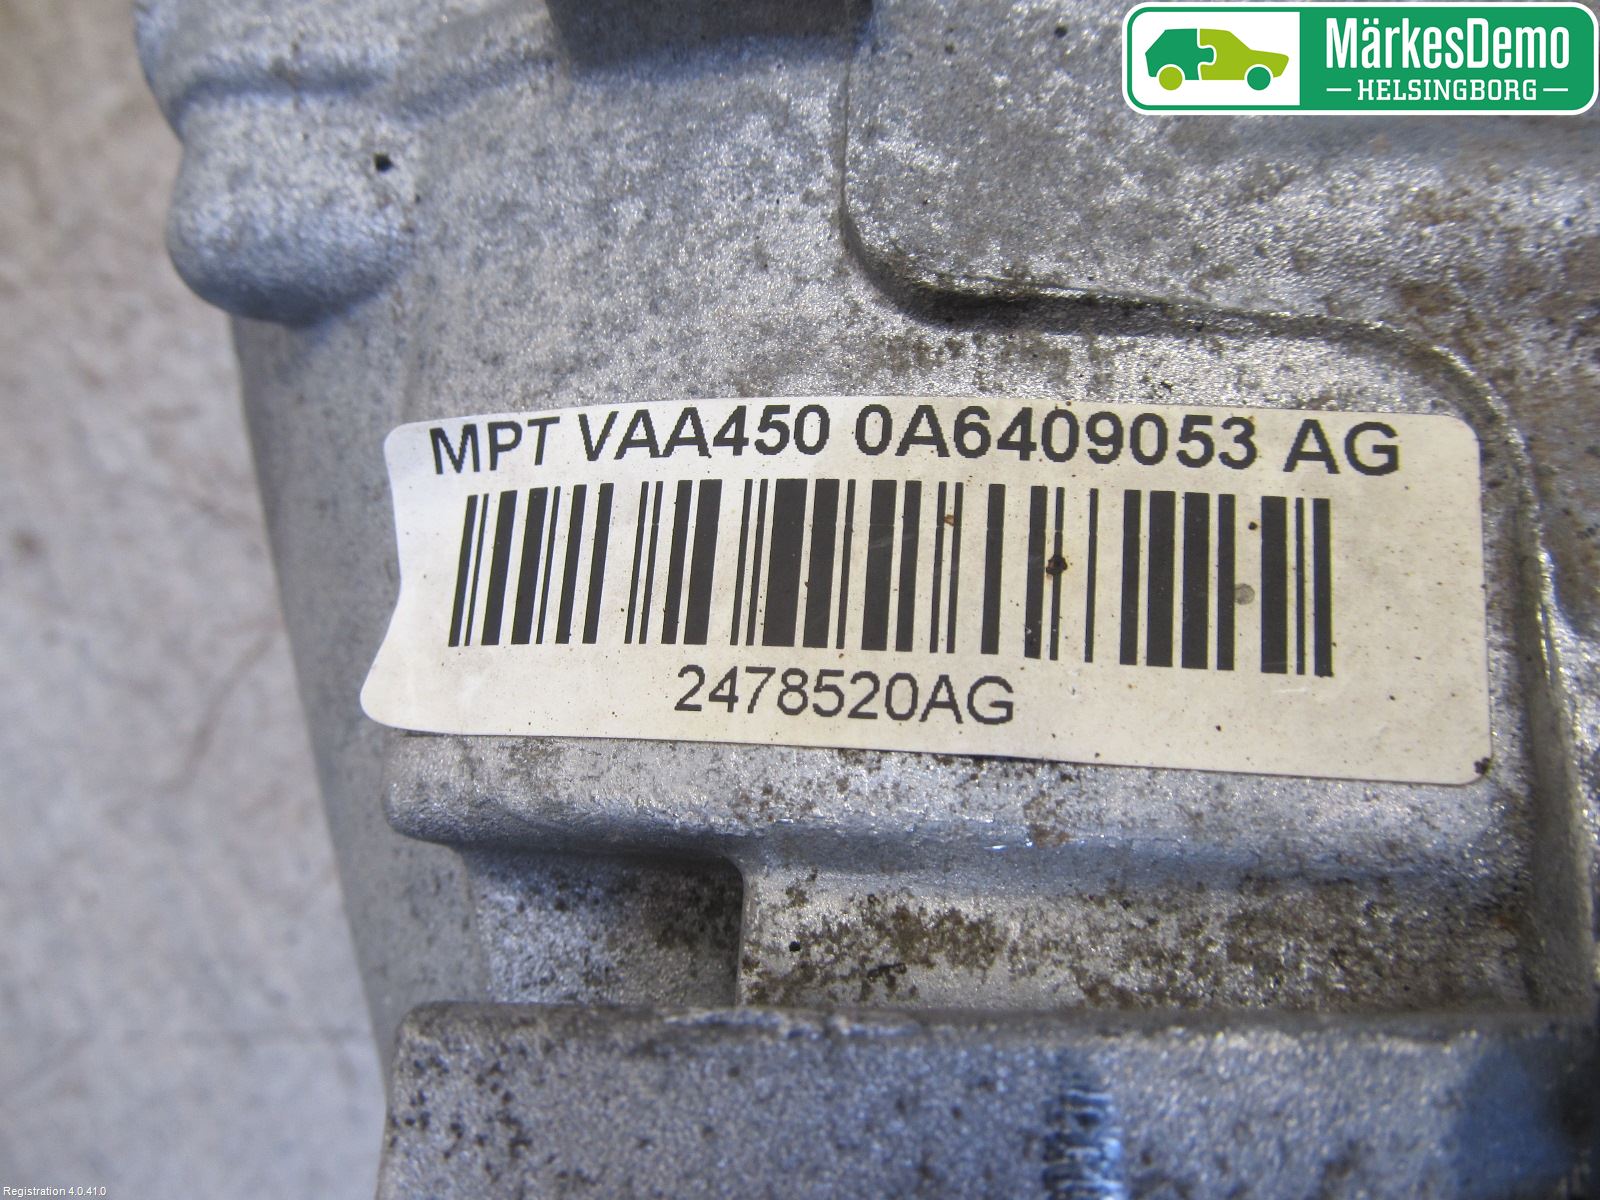 MärkesDemo
HELSINGBORG
MPT VAA450 0A6409053 AG
2478520AG
Registration 4.0.41.0